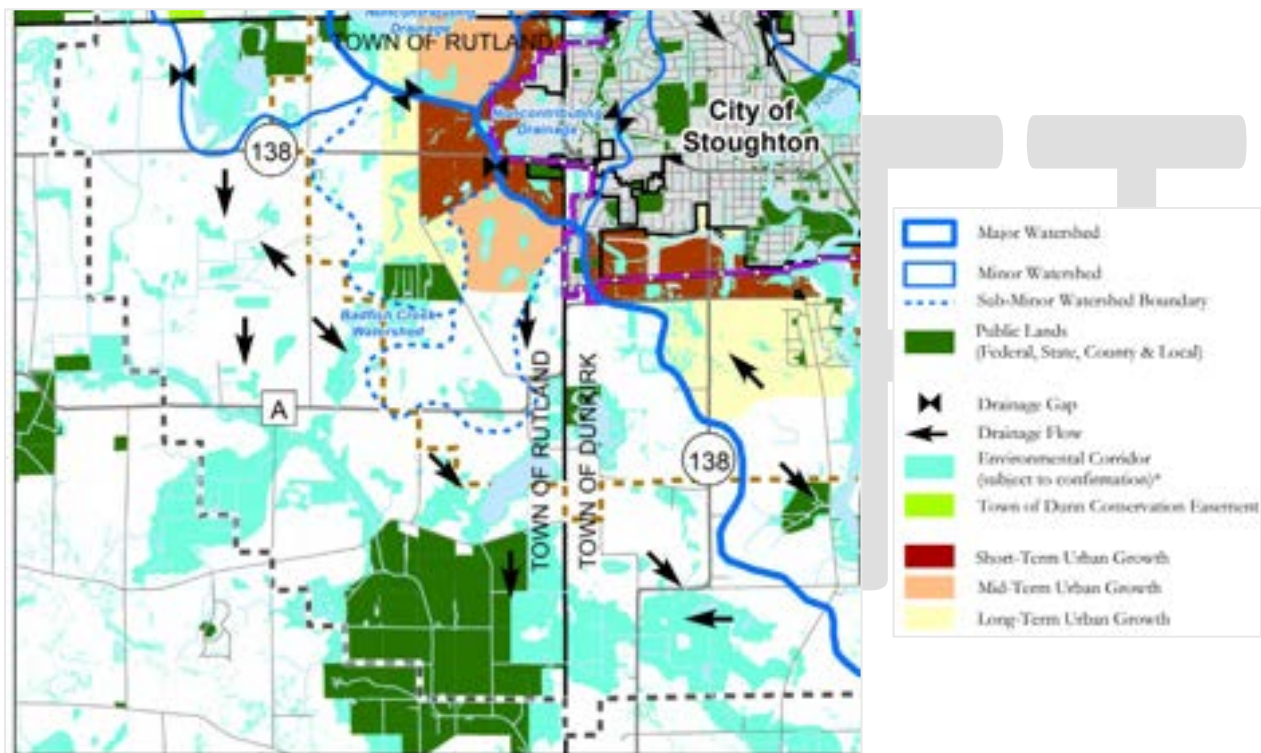 Noncontributing
Drainage
TOWN OF RUTLAND
City of
Stoughton
Noncontributing
Drainage
138
Badfish Creek
Watershed
A
TOWN OF RUTLAND
TOWN OF DUNKIRK
138
Major Watershed
Minor Watershed
Sub-Minor Watershed Boundary
Public Lands
(Federal, State, County & Local)
Drainage Gap
Drainage Flow
Environmental Corridor
(subject to confirmation)*
Town of Dunn Conservation Easement
Short-Term Urban Growth
Mid-Term Urban Growth
Long-Term Urban Growth